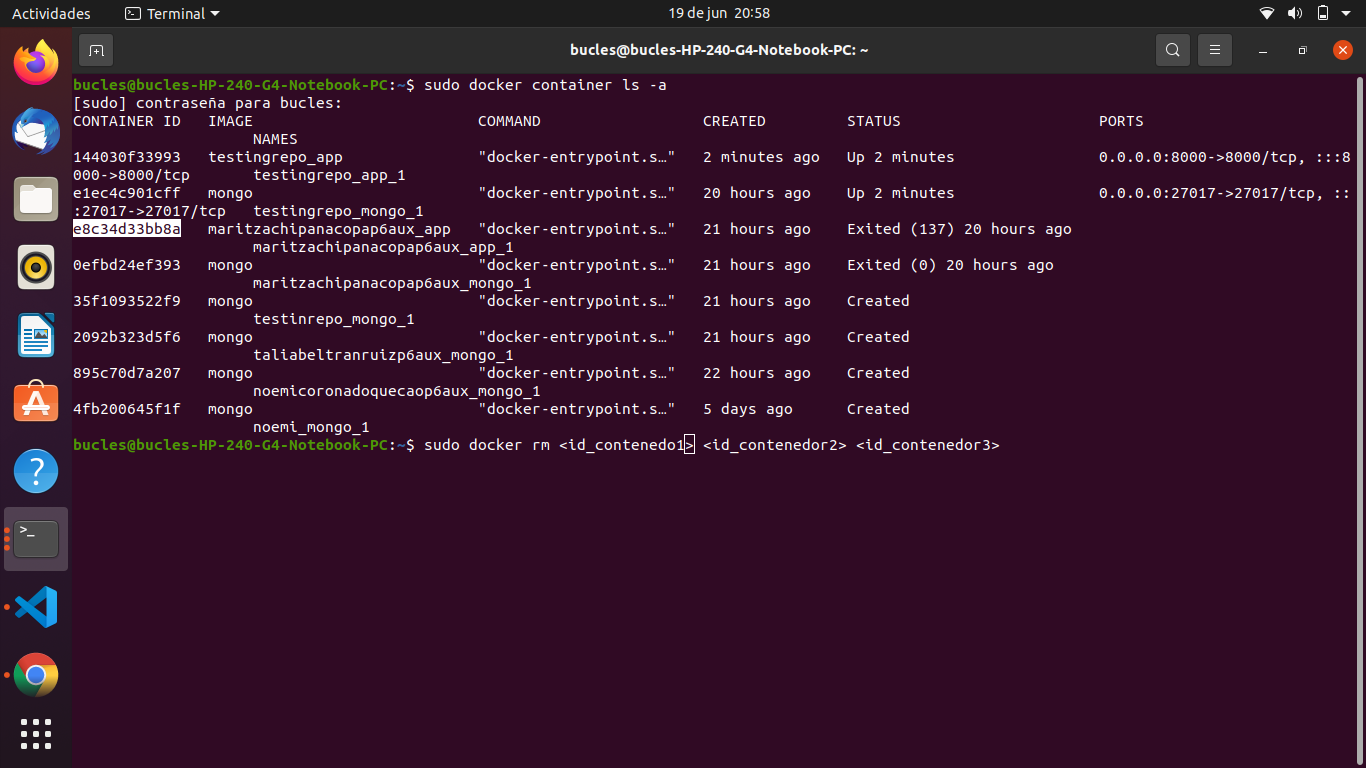 Actividades Terminal 19 de jun 20:58
bucles@bucles-HP-240-G4-Notebook-PC: ~
bucles@bucles-HP-240-G4-Notebook-PC:~$ sudo docker container ls -a
[sudo] contraseña para bucles:
CONTAINER ID IMAGE COMMAND CREATED STATUS PORTS
NAMES
144030f33993 testingrepo_app "docker-entrypoint.s…" 2 minutes ago Up 2 minutes 0.0.0.0:8000->8000/tcp, :::8
000->8000/tcp testingrepo_app_1
e1ec4c901cff mongo "docker-entrypoint.s…" 20 hours ago Up 2 minutes 0.0.0.0:27017->27017/tcp, ::
:27017->27017/tcp testingrepo_mongo_1
e8c34d33bb8a maritzachipanacopap6aux_app "docker-entrypoint.s…" 21 hours ago Exited (137) 20 hours ago
maritzachipanacopap6aux_app_1
0efbd24ef393 mongo "docker-entrypoint.s…" 21 hours ago Exited (0) 20 hours ago
maritzachipanacopap6aux_mongo_1
35f1093522f9 mongo "docker-entrypoint.s…" 21 hours ago Created
testinrepo_mongo_1
2092b323d5f6 mongo "docker-entrypoint.s…" 21 hours ago Created
taliabeltranruizp6aux_mongo_1
895c70d7a207 mongo "docker-entrypoint.s…" 22 hours ago Created
noemicoronadoquecaop6aux_mongo_1
4fb200645f1f mongo "docker-entrypoint.s…" 5 days ago Created
noemi_mongo_1
bucles@bucles-HP-240-G4-Notebook-PC:~$ sudo docker rm <id_contenedo1> <id_contenedor2> <id_contenedor3>